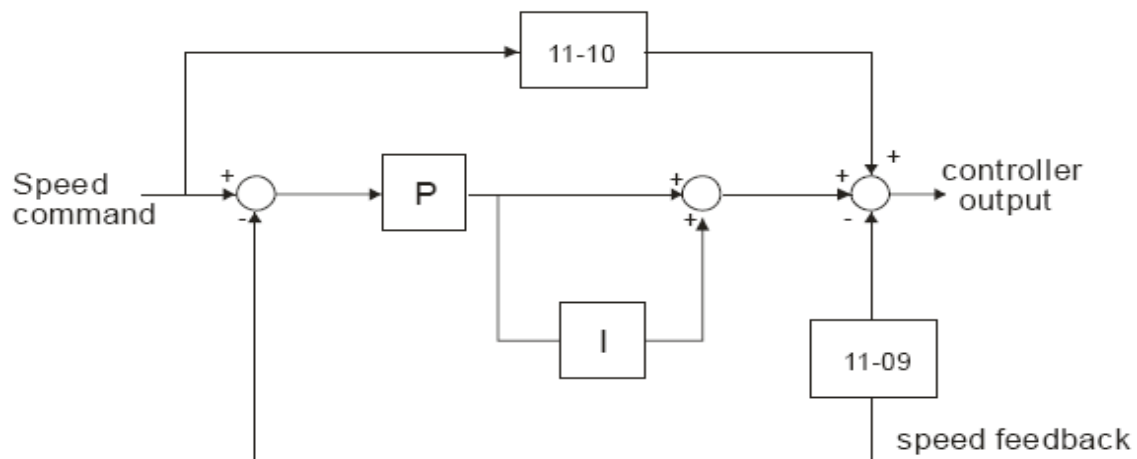 11-10
+
+
Speed
command
-
P
+
+
+
-
controller
output
I
11-09
speed feedback